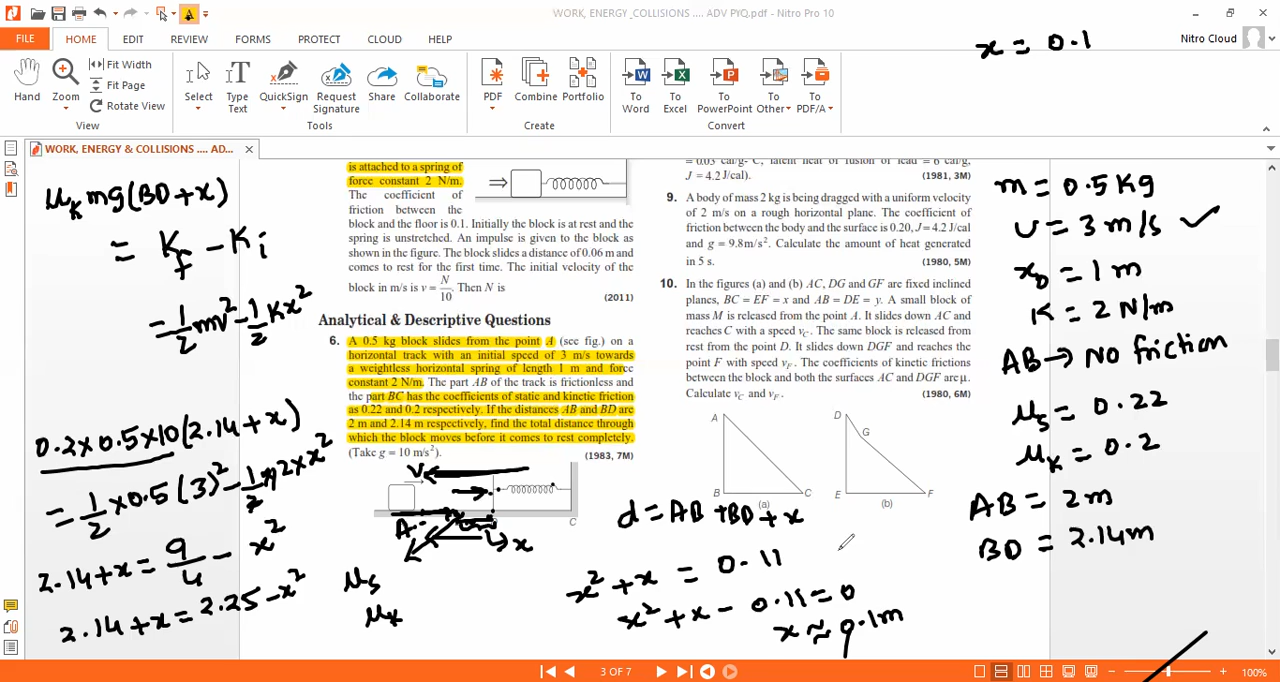 WORK, ENERGY _COLLISIONS .... ADV PYQ.pdf - Nitro Pro 10
FILE HOME EDIT REVIEW FORMS PROTECT CLOUD HELP
Nitro Cloud
x = 0.1
Hand
Zoom
Fit Width
Fit Page
Rotate View
View
Select
Type Text
QuickSign
Request Signature
Share
Collaborate
Tools
PDF
Combine
Portfolio
Create
To Word
To Excel
To PowerPoint
To Other
To PDF/A
Convert
WORK, ENERGY & COLLISIONS .... ADV...
μk mg(BD+x)
= Kf - Ki
= 1/2 mv² - 1/2 Kx²
0.2x0.5x10(2.14+x)
= 1/2 x 0.5 (3)² - 1/2 x 2 x x²
2.14+x = 9/4 - x²
2.14+x = 2.25 - x²
is attached to a spring of
force constant 2 N/m.
The coefficient of
friction between the
block and the floor is 0.1. Initially the block is at rest and the
spring is unstretched. An impulse is given to the block as
shown in the figure. The block slides a distance of 0.06 m and
comes to rest for the first time. The initial velocity of the
block in m/s is v = N/10. Then N is
(2011)
Analytical & Descriptive Questions
6. A 0.5 kg block slides from the point A (see fig.) on a
horizontal track with an initial speed of 3 m/s towards
a weightless horizontal spring of length 1 m and force
constant 2 N/m. The part AB of the track is frictionless and
the part BC has the coefficients of static and kinetic friction
as 0.22 and 0.2 respectively. If the distances AB and BD are
2 m and 2.14 m respectively, find the total distance through
which the block moves before it comes to rest completely.
(Take g = 10 m/s²).
(1983, 7M)
V
A
C
x
μs
μk
J = 4.2 J/cal).
(1981, 3M)
9. A body of mass 2 kg is being dragged with a uniform velocity
of 2 m/s on a rough horizontal plane. The coefficient of
friction between the body and the surface is 0.20, J = 4.2 J/cal
and g = 9.8 m/s². Calculate the amount of heat generated
in 5 s.
(1980, 5M)
10. In the figures (a) and (b) AC, DG and GF are fixed inclined
planes, BC = EF = x and AB = DE = y. A small block of
mass M is released from the point A. It slides down AC and
reaches C with a speed vC. The same block is released from
rest from the point D. It slides down DGF and reaches the
point F with speed vF. The coefficients of kinetic frictions
between the block and both the surfaces AC and DGF are μ.
Calculate vC and vF.
(1980, 6M)
A
B
C
(a)
D
G
E
F
(b)
d = AB + BD + x
x² + x = 0.11
x² + x - 0.11 = 0
x ≈ 0.1m
m = 0.5 Kg
v = 3 m/s ✓
x0 = 1 m
K = 2 N/m
AB → No friction
μs = 0.22
μk = 0.2
AB = 2m
BD = 2.14m
3 OF 7
100%